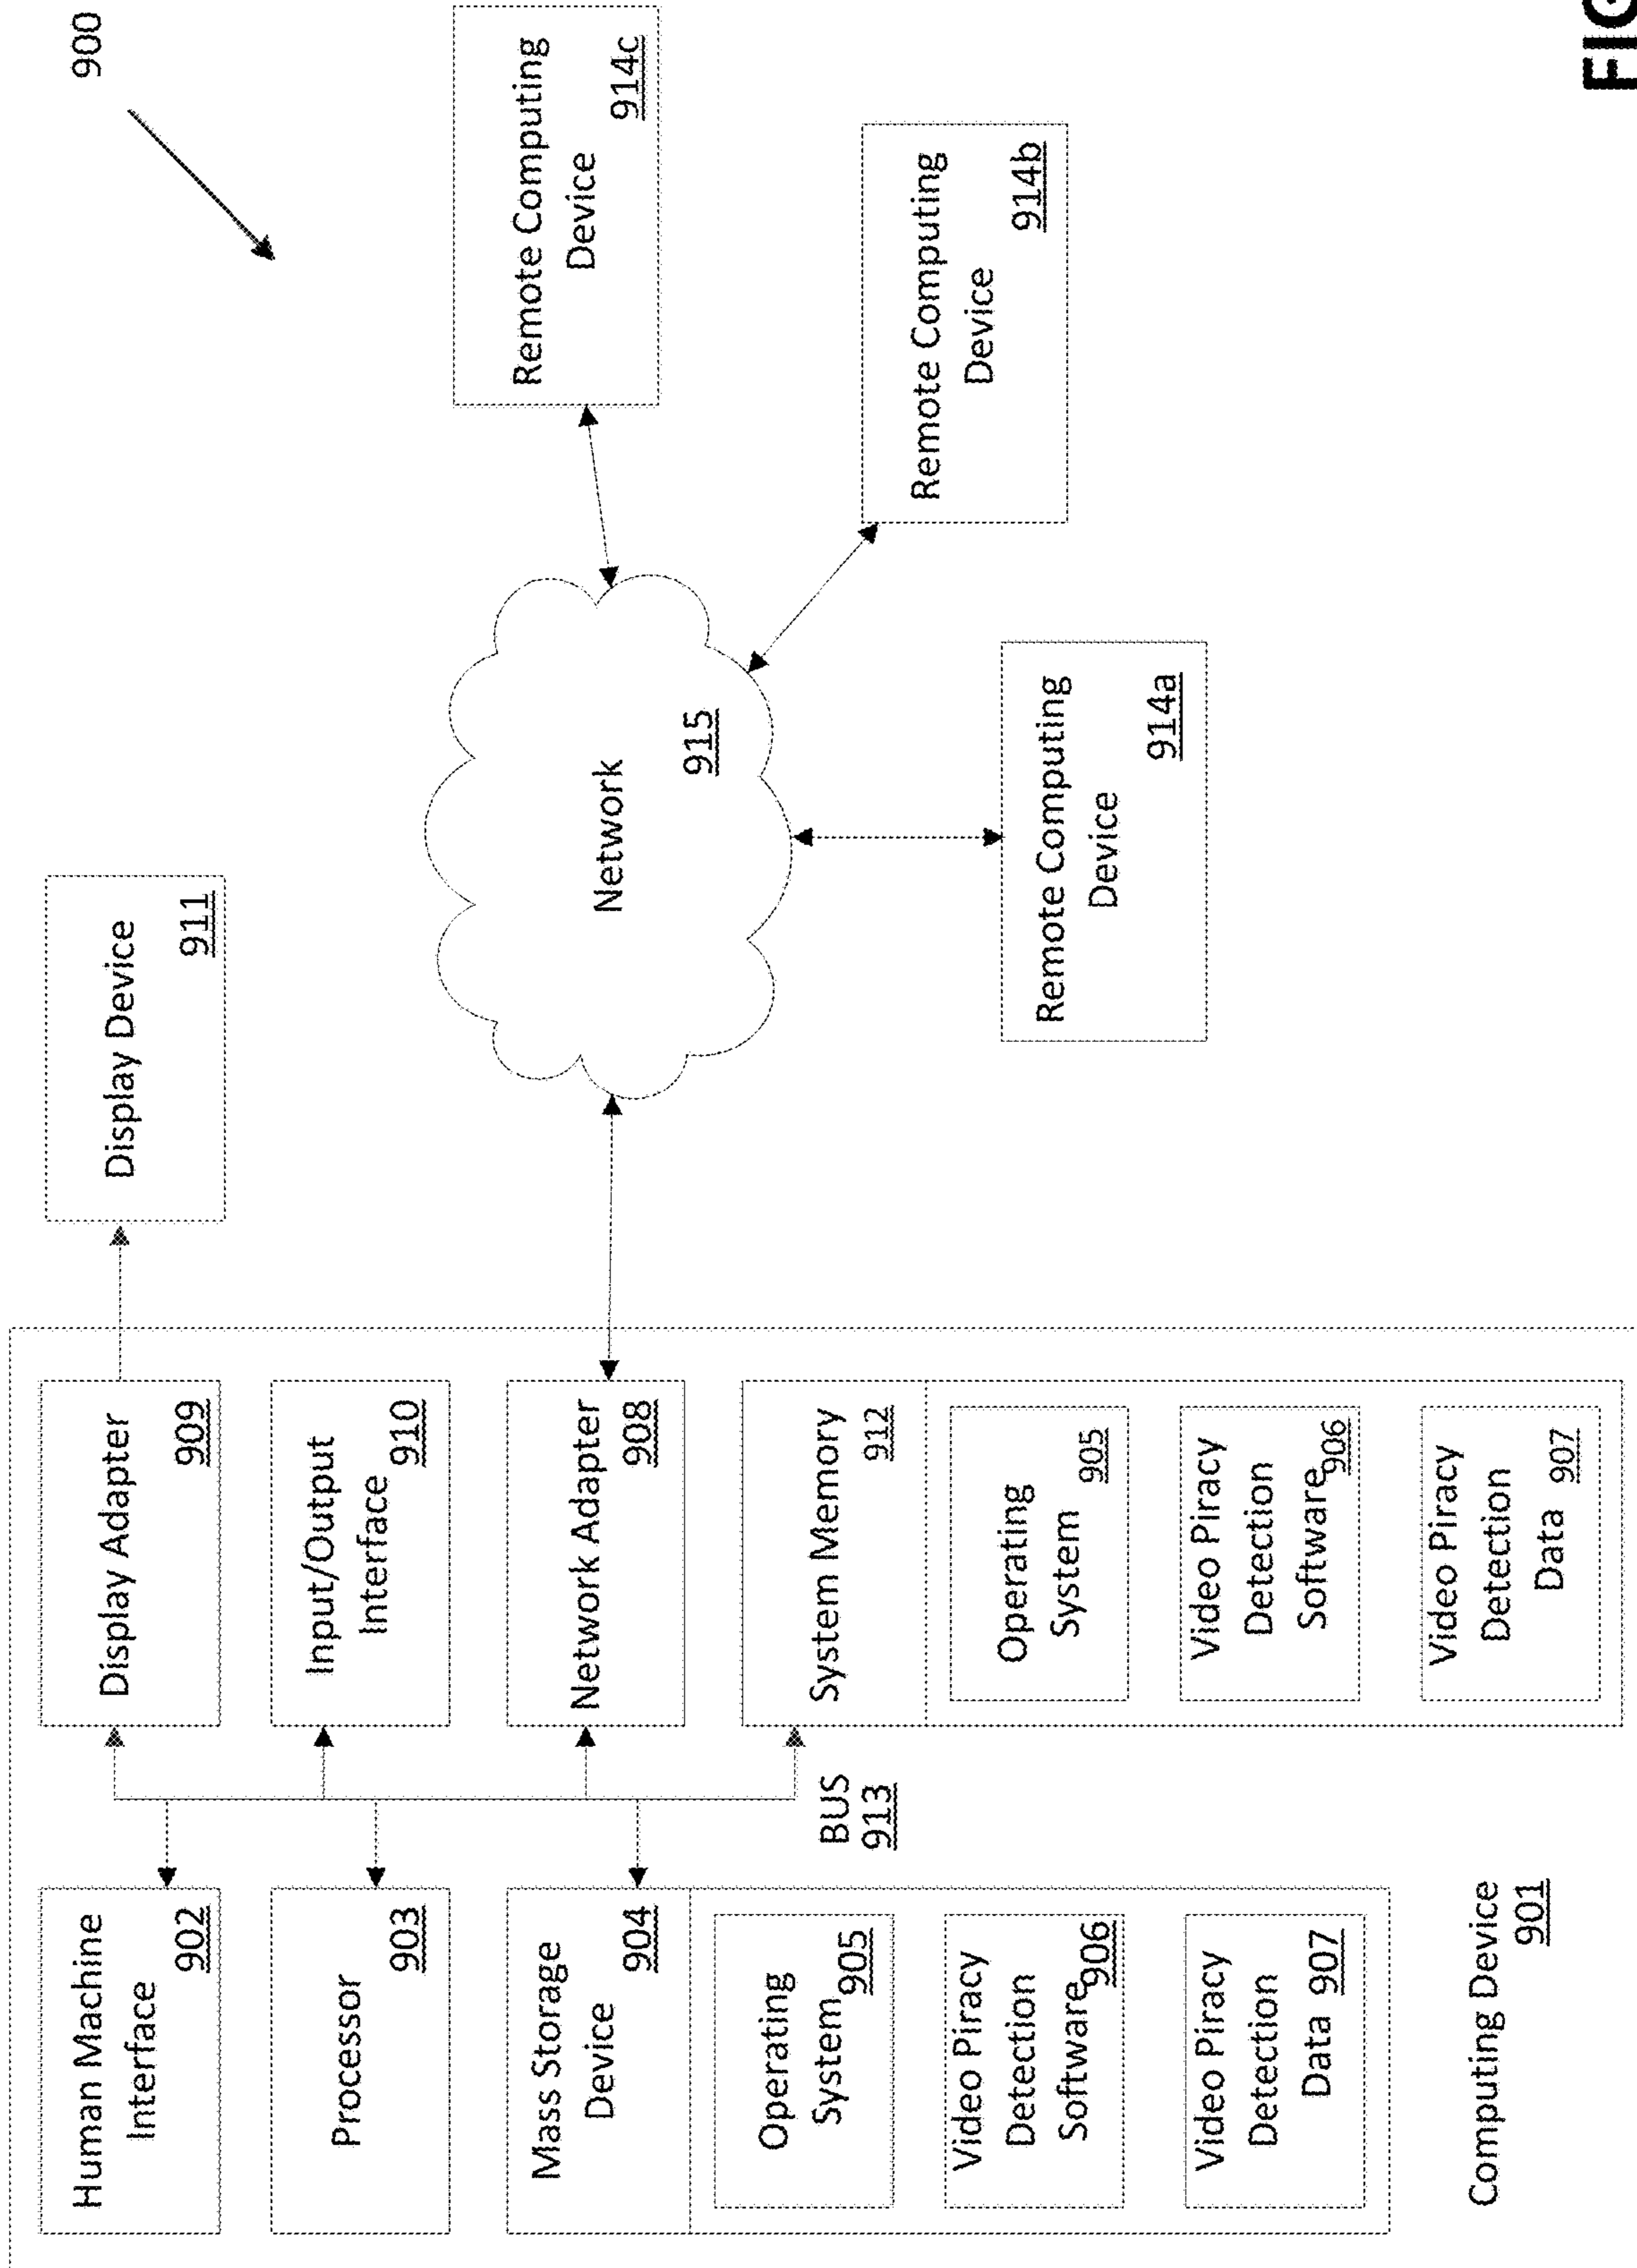 900
Human Machine
Interface
902
Processor
903
Mass Storage
Device
904
Operating
System
905
Video Piracy
Detection
Software
906
Video Piracy
Detection
Data 907
Computing Device
901
BUS
913
Display Adapter
909
Input/Output
Interface
910
Network Adapter
908
System Memory
912
Operating
System
905
Video Piracy
Detection
Software
906
Video Piracy
Detection
Data 907
Display Device
911
Network
915
Remote Computing
Device
914a
Remote Computing
Device
914b
Remote Computing
Device
914c